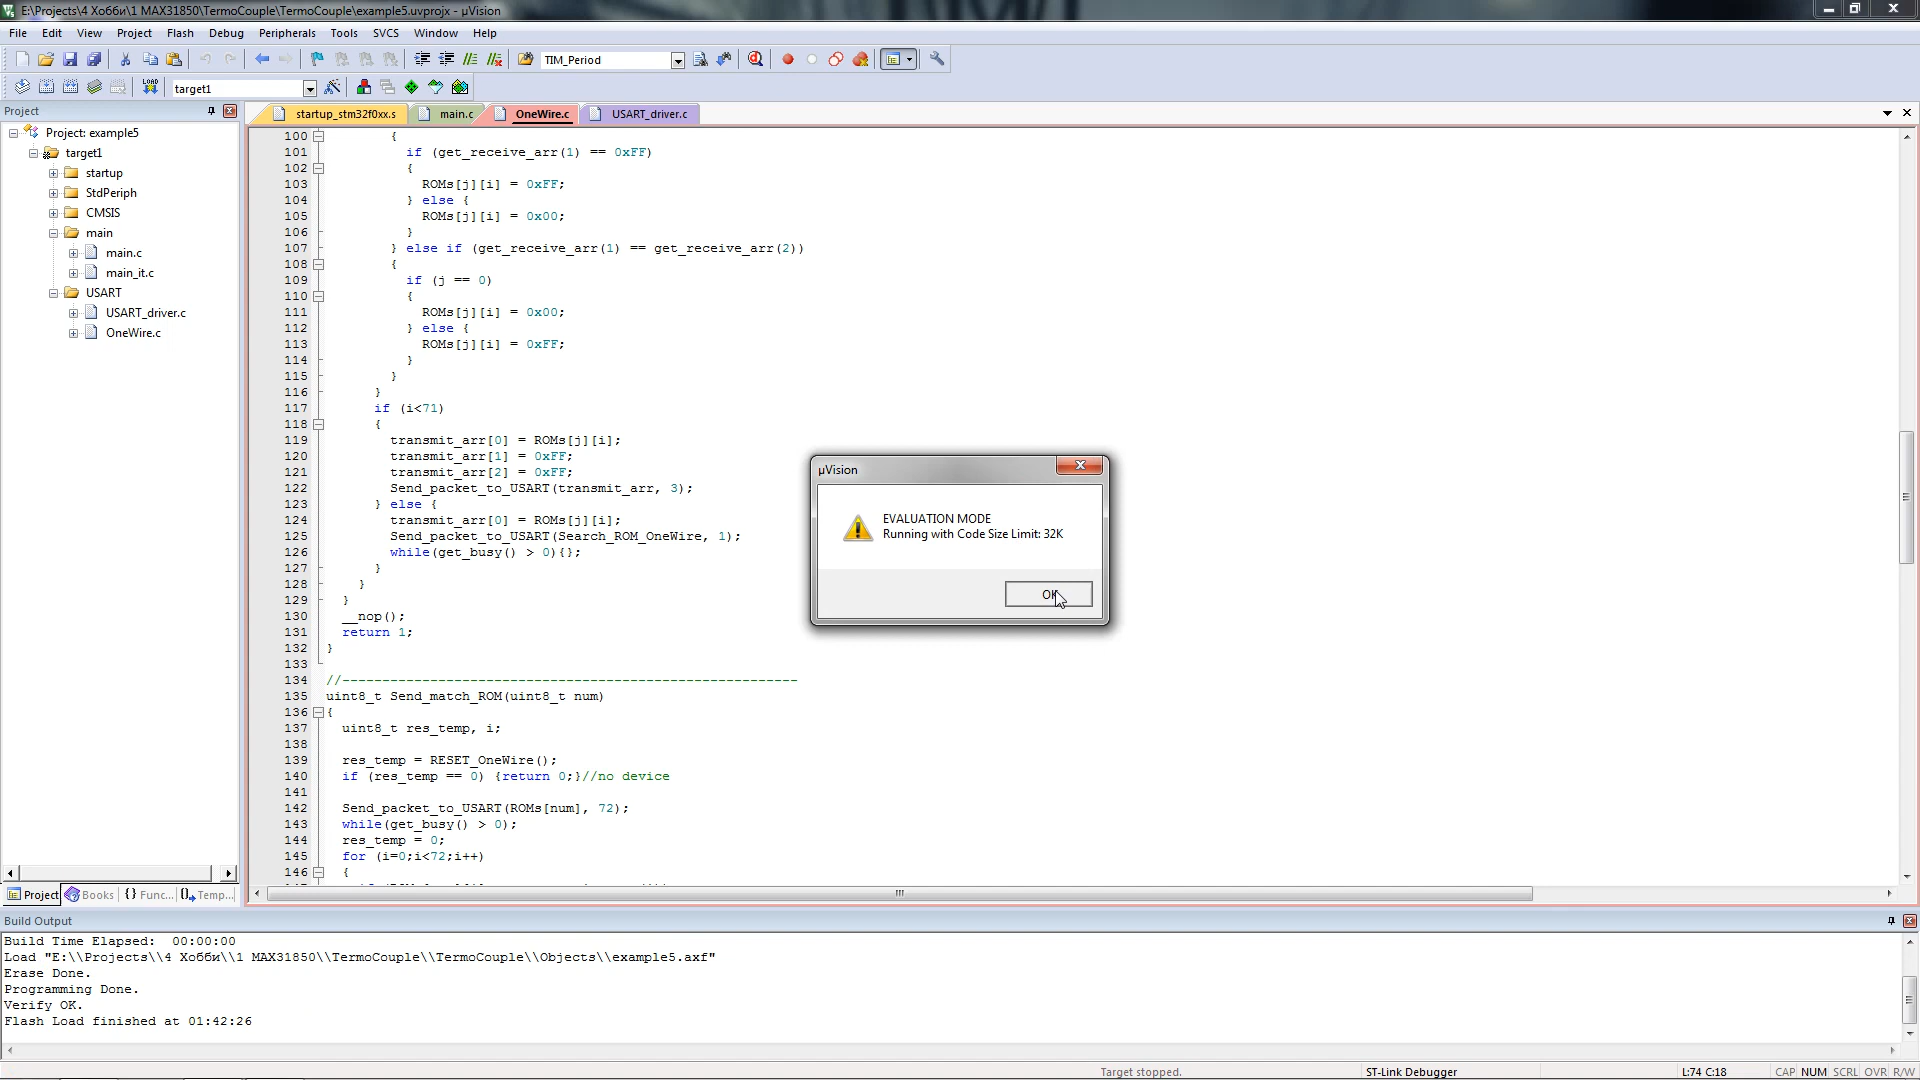 E:\Projects\4 Хобби\1 MAX31850\TermoCouple\TermoCouple\example5.uvprojx - µVision
File Edit View Project Flash Debug Peripherals Tools SVCS Window Help
TIM_Period
LOAD
target1
Project
startup_stm32f0xx.s main.c OneWire.c USART_driver.c
Project: example5
target1
startup
StdPeriph
CMSIS
main
main.c
main_it.c
USART
USART_driver.c
OneWire.c
100 {
101 if (get_receive_arr(1) == 0xFF)
102 {
103 ROMs[j][i] = 0xFF;
104 } else {
105 ROMs[j][i] = 0x00;
106 }
107 } else if (get_receive_arr(1) == get_receive_arr(2))
108 {
109 if (j == 0)
110 {
111 ROMs[j][i] = 0x00;
112 } else {
113 ROMs[j][i] = 0xFF;
114 }
115 }
116 }
117 if (i<71)
118 {
119 transmit_arr[0] = ROMs[j][i];
120 transmit_arr[1] = 0xFF;
121 transmit_arr[2] = 0xFF;
122 Send_packet_to_USART(transmit_arr, 3);
123 } else {
124 transmit_arr[0] = ROMs[j][i];
125 Send_packet_to_USART(Search_ROM_OneWire, 1);
126 while(get_busy() > 0){};
127 }
128 }
129 }
130 __nop();
131 return 1;
132 }
133
134 //---------------------------------------------------------
135 uint8_t Send_match_ROM(uint8_t num)
136 {
137 uint8_t res_temp, i;
138
139 res_temp = RESET_OneWire();
140 if (res_temp == 0) {return 0;}//no device
141
142 Send_packet_to_USART(ROMs[num], 72);
143 while(get_busy() > 0);
144 res_temp = 0;
145 for (i=0;i<72;i++)
146 {
µVision
EVALUATION MODE
Running with Code Size Limit: 32K
OK
Project Books {} Func... Temp...
Build Output
Build Time Elapsed: 00:00:00
Load "E:\\Projects\\4 Хобби\\1 MAX31850\\TermoCouple\\TermoCouple\\Objects\\example5.axf"
Erase Done.
Programming Done.
Verify OK.
Flash Load finished at 01:42:26
Target stopped. ST-Link Debugger L:74 C:18 CAP NUM SCRL OVR R/W